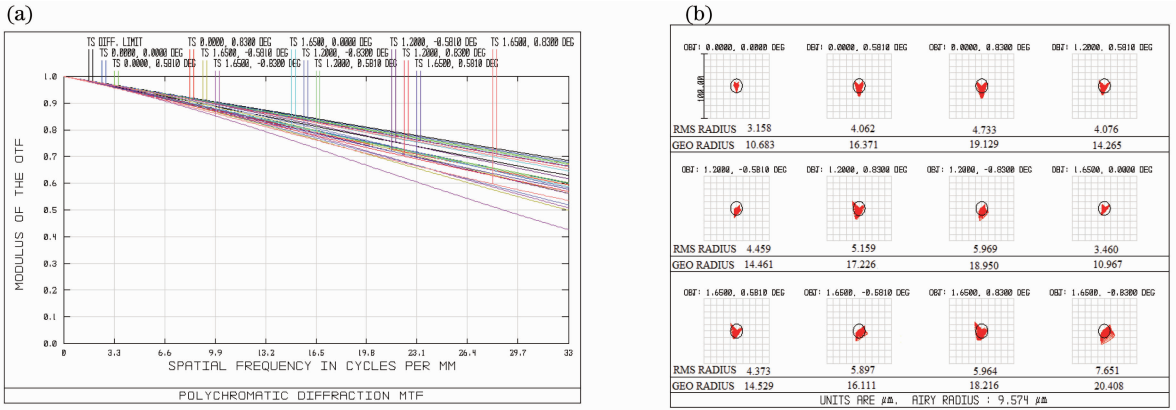 (a)
TS DIFF. LIMIT TS 0.0000, 0.8300 DEG TS 1.6500, 0.0000 DEG TS 1.2000, -0.5810 DEG TS 1.6500, 0.8300 DEG
TS 0.0000, 0.0000 DEG TS 1.6500, -0.5810 DEG TS 1.2000, -0.8300 DEG TS 1.2000, 0.8300 DEG
TS 0.0000, 0.5810 DEG TS 1.6500, -0.8300 DEG TS 1.2000, 0.5810 DEG TS 1.6500, 0.5810 DEG
1.0
0.9
0.8
0.7
0.6
0.5
0.4
0.3
0.2
0.1
0.0
MODULUS OF THE OTF
0 3.3 6.6 9.9 13.2 16.5 19.8 23.1 26.4 29.7 33
SPATIAL FREQUENCY IN CYCLES PER MM
POLYCHROMATIC DIFFRACTION MTF
(b)
OBJ: 0.0000, 0.0000 DEG OBJ: 0.0000, 0.5810 DEG OBJ: 0.0000, 0.8300 DEG OBJ: 1.2000, 0.5810 DEG
100.00
RMS RADIUS 3.158 4.062 4.733 4.076
GEO RADIUS 10.683 16.371 19.129 14.265
OBJ: 1.2000, -0.5810 DEG OBJ: 1.2000, 0.8300 DEG OBJ: 1.2000, -0.8300 DEG OBJ: 1.6500, 0.0000 DEG
RMS RADIUS 4.459 5.159 5.969 3.460
GEO RADIUS 14.461 17.226 18.950 10.967
OBJ: 1.6500, 0.5810 DEG OBJ: 1.6500, -0.5810 DEG OBJ: 1.6500, 0.8300 DEG OBJ: 1.6500, -0.8300 DEG
RMS RADIUS 4.373 5.897 5.964 7.651
GEO RADIUS 14.529 16.111 18.216 20.408
UNITS ARE µm. AIRY RADIUS : 9.574 µm